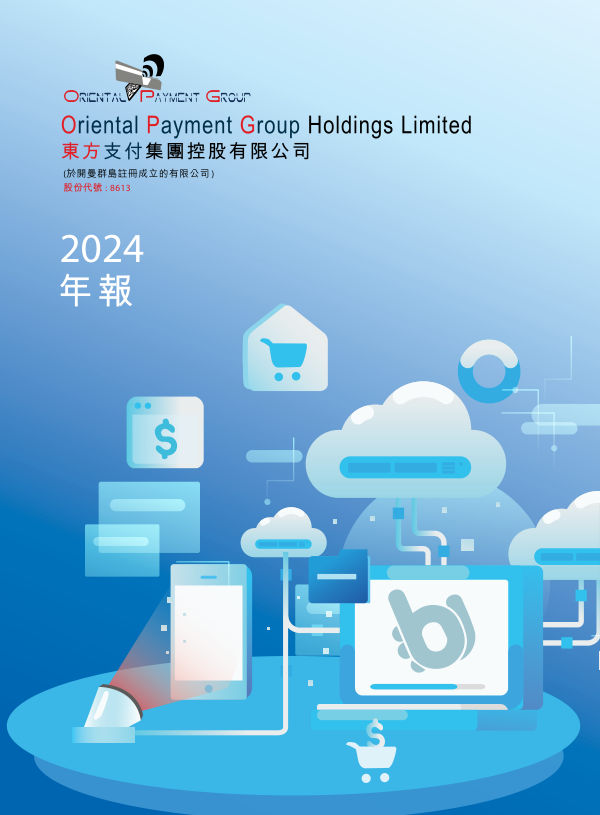 ORIENTAL PAYMENT GROUP
Oriental Payment Group Holdings Limited
東方支付集團控股有限公司
(於開曼群島註冊成立的有限公司)
股份代號 : 8613
2024
年報
$
$